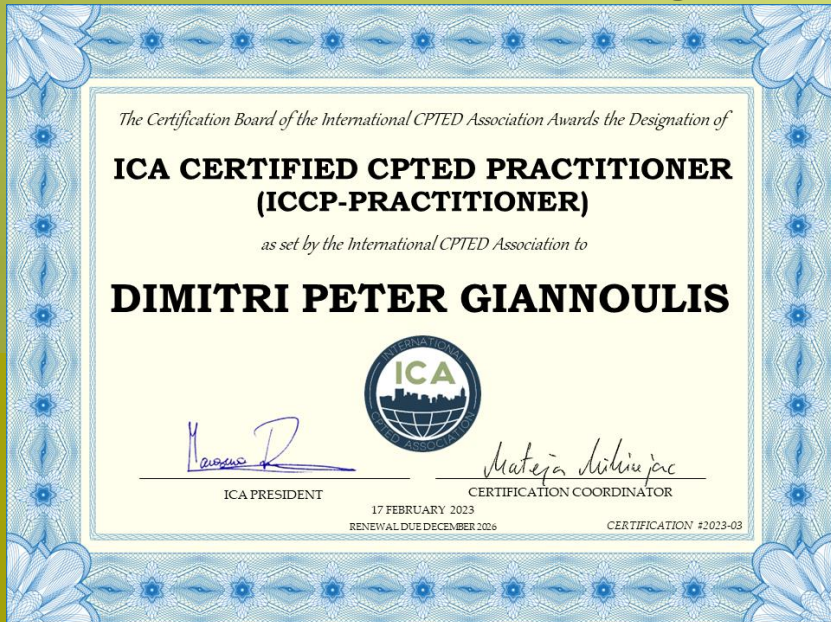 The Certification Board of the International CPTED Association Awards the Designation of
ICA CERTIFIED CPTED PRACTITIONER
(ICCP-PRACTITIONER)
as set by the International CPTED Association to
DIMITRI PETER GIANNOULIS
INTERNATIONAL
ICA
CPTED ASSOCIATION
Mateja Mihinjac
ICA PRESIDENT
CERTIFICATION COORDINATOR
17 FEBRUARY 2023
RENEWAL DUE DECEMBER 2026
CERTIFICATION #2023-03